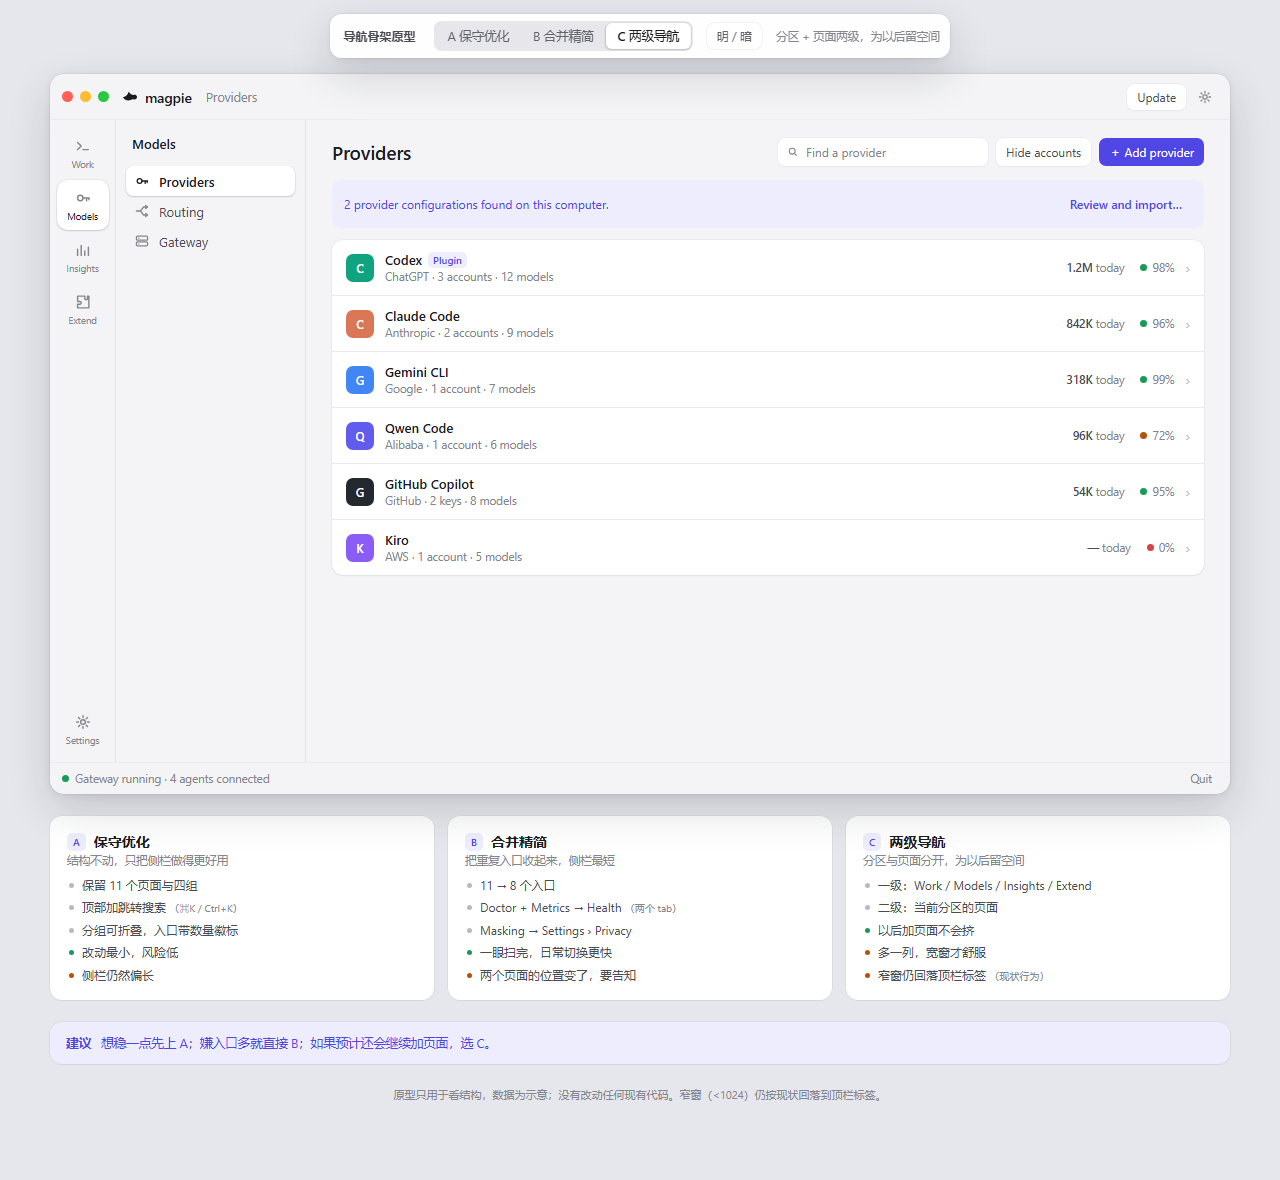 导航骨架原型
A 保守优化
B 合并精简
C 两级导航
明 / 暗
分区 + 页面两级，为以后留空间
magpie
Providers
Update
Work
Models
Insights
Extend
Settings
Models
Providers
Routing
Gateway
Providers
Find a provider
Hide accounts
+ Add provider
2 provider configurations found on this computer.
Review and import...
C
Codex Plugin
ChatGPT · 3 accounts · 12 models
1.2M today
98%
C
Claude Code
Anthropic · 2 accounts · 9 models
842K today
96%
G
Gemini CLI
Google · 1 account · 7 models
318K today
99%
Q
Qwen Code
Alibaba · 1 account · 6 models
96K today
72%
G
GitHub Copilot
GitHub · 2 keys · 8 models
54K today
95%
K
Kiro
AWS · 1 account · 5 models
— today
0%
Gateway running · 4 agents connected
Quit
A 保守优化
结构不动，只把侧栏做得更好用
保留 11 个页面与四组
顶部加跳转搜索 （⌘K / Ctrl+K）
分组可折叠，入口带数量徽标
改动最小，风险低
侧栏仍然偏长
B 合并精简
把重复入口收起来，侧栏最短
11 → 8 个入口
Doctor + Metrics → Health （两个 tab）
Masking → Settings › Privacy
一眼扫完，日常切换更快
两个页面的位置变了，要告知
C 两级导航
分区与页面分开，为以后留空间
一级：Work / Models / Insights / Extend
二级：当前分区的页面
以后加页面不会挤
多一列，宽窗才舒服
窄窗仍回落顶栏标签 （现状行为）
建议 想稳一点先上 A；嫌入口多就直接 B；如果预计还会继续加页面，选 C。
原型只用于看结构，数据为示意；没有改动任何现有代码。窄窗（<1024）仍按现状回落到顶栏标签。